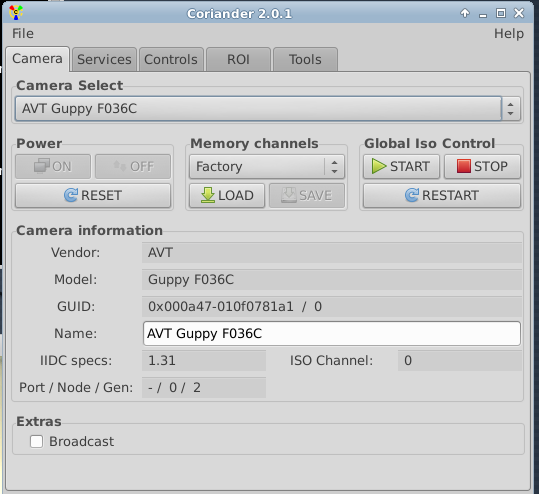 Coriander 2.0.1
File Help
Camera Services Controls ROI Tools
Camera Select
AVT Guppy F036C
Power Memory channels Global Iso Control
ON OFF Factory START STOP
RESET LOAD SAVE RESTART
Camera information
Vendor: AVT
Model: Guppy F036C
GUID: 0x000a47-010f0781a1 / 0
Name: AVT Guppy F036C
IIDC specs: 1.31 ISO Channel: 0
Port / Node / Gen: - / 0 / 2
Extras
Broadcast